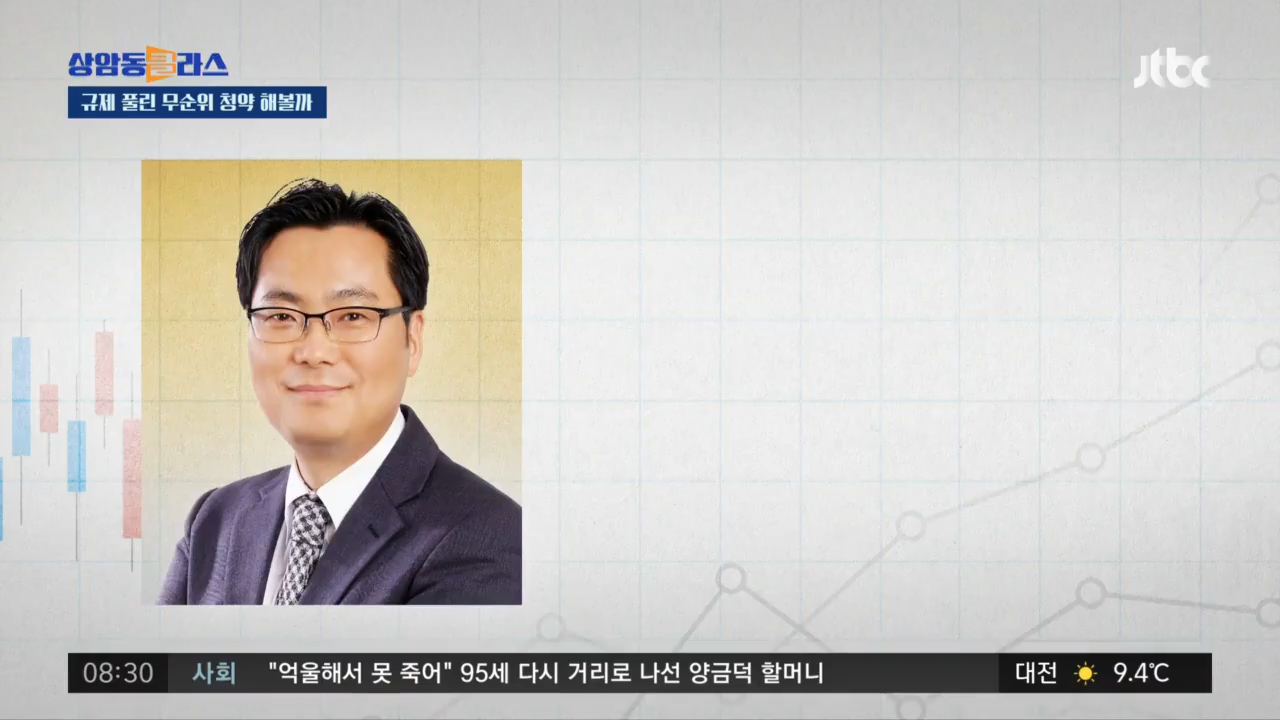 상암동클라스
jtbc
규제 풀린 무순위 청약 해볼까
08:30 사회 "억울해서 못 죽어" 95세 다시 거리로 나선 양금덕 할머니 대전 9.4℃